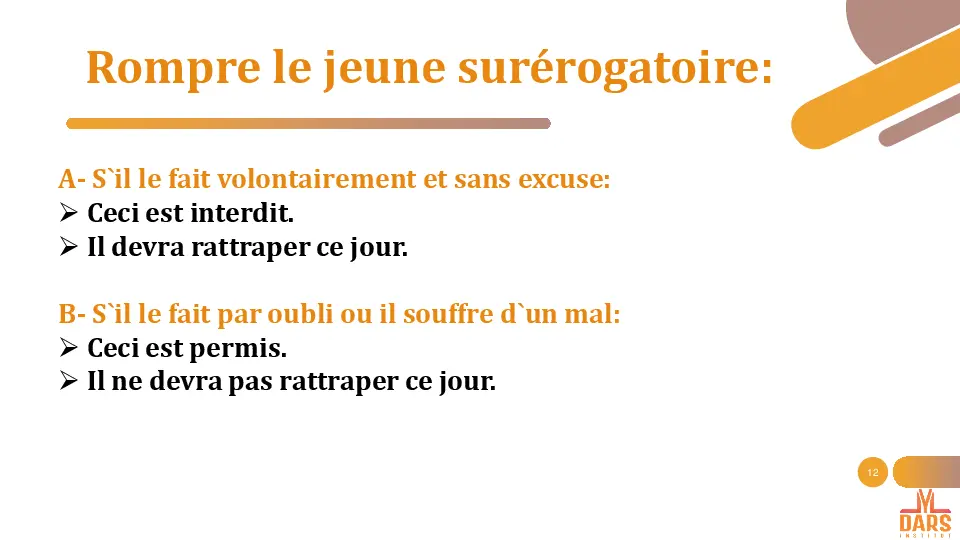 Rompre le jeune surérogatoire:
A- S`il le fait volontairement et sans excuse:
➢ Ceci est interdit.
➢ Il devra rattraper ce jour.
B- S`il le fait par oubli ou il souffre d`un mal:
➢ Ceci est permis.
➢ Il ne devra pas rattraper ce jour.
12
DARS
INSTITUT